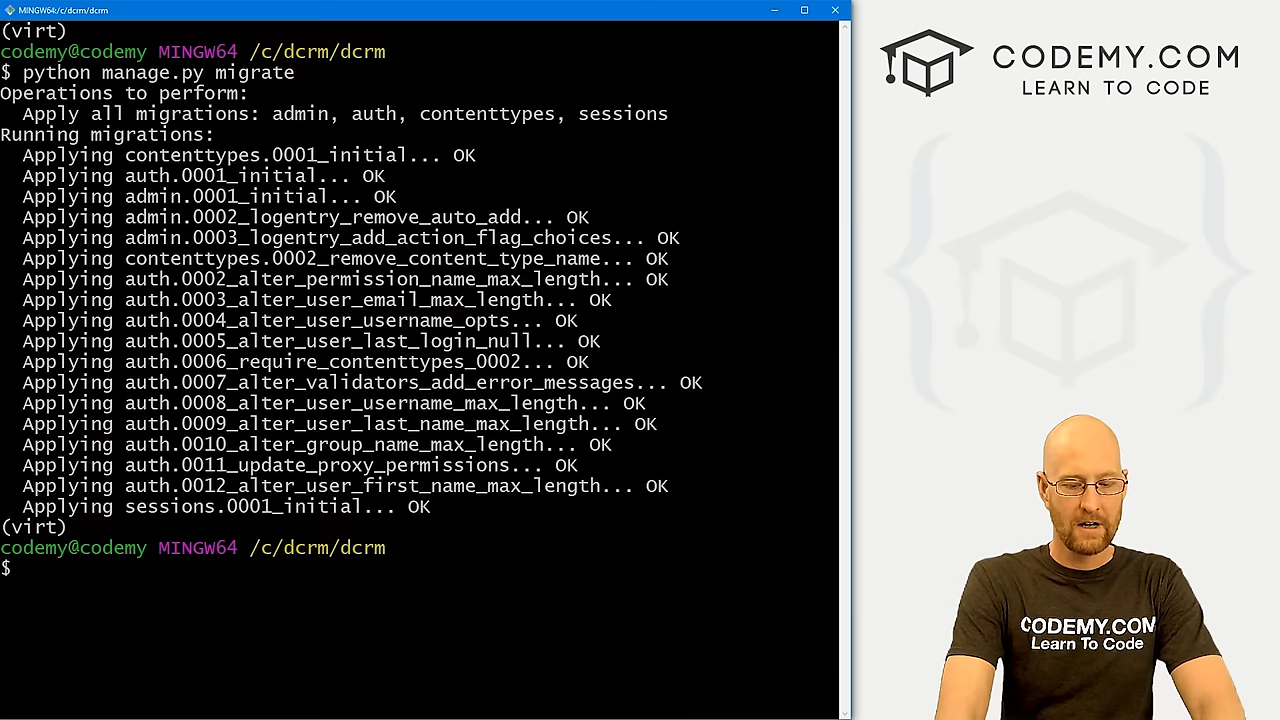 MINGW64:/c/dcrm/dcrm
(virt)
codemy@codemy MINGW64 /c/dcrm/dcrm
$ python manage.py migrate
Operations to perform:
  Apply all migrations: admin, auth, contenttypes, sessions
Running migrations:
  Applying contenttypes.0001_initial... OK
  Applying auth.0001_initial... OK
  Applying admin.0001_initial... OK
  Applying admin.0002_logentry_remove_auto_add... OK
  Applying admin.0003_logentry_add_action_flag_choices... OK
  Applying contenttypes.0002_remove_content_type_name... OK
  Applying auth.0002_alter_permission_name_max_length... OK
  Applying auth.0003_alter_user_email_max_length... OK
  Applying auth.0004_alter_user_username_opts... OK
  Applying auth.0005_alter_user_last_login_null... OK
  Applying auth.0006_require_contenttypes_0002... OK
  Applying auth.0007_alter_validators_add_error_messages... OK
  Applying auth.0008_alter_user_username_max_length... OK
  Applying auth.0009_alter_user_last_name_max_length... OK
  Applying auth.0010_alter_group_name_max_length... OK
  Applying auth.0011_update_proxy_permissions... OK
  Applying auth.0012_alter_user_first_name_max_length... OK
  Applying sessions.0001_initial... OK
(virt)
codemy@codemy MINGW64 /c/dcrm/dcrm
$
CODEMY.COM
LEARN TO CODE
CODEMY.COM
Learn To Code